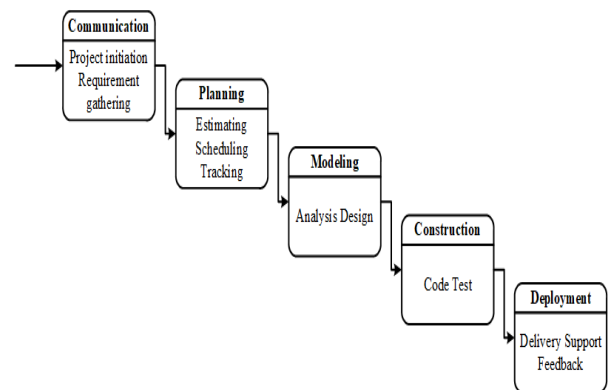 Communication
Project initiation
Requirement
gathering
Planning
Estimating
Scheduling
Tracking
Modeling
Analysis Design
Construction
Code Test
Deployment
Delivery Support
Feedback